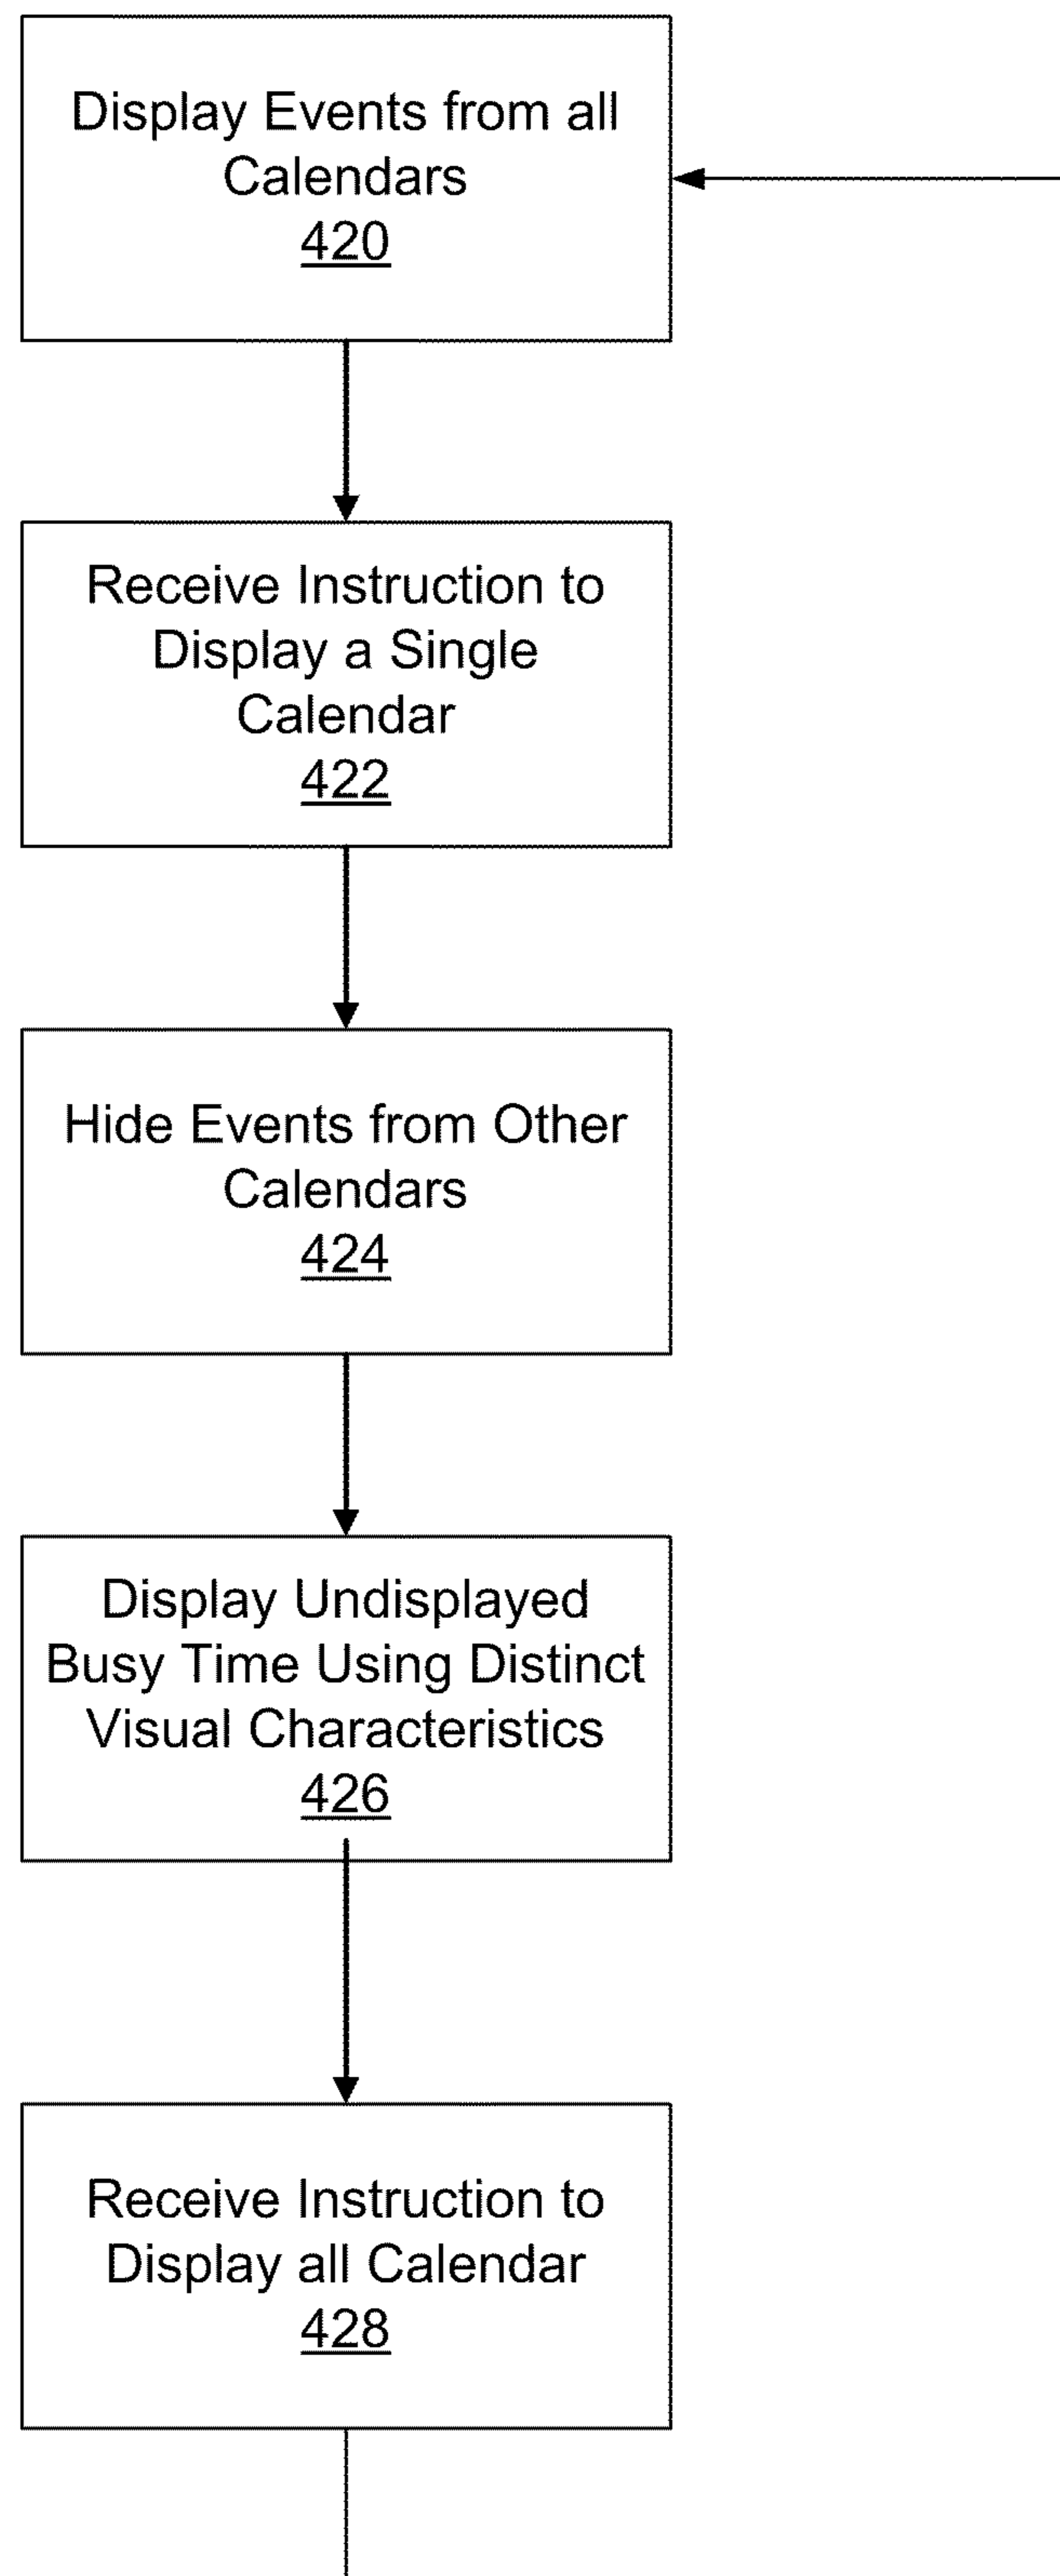 Display Events from all
Calendars
420
Receive Instruction to
Display a Single
Calendar
422
Hide Events from Other
Calendars
424
Display Undisplayed
Busy Time Using Distinct
Visual Characteristics
426
Receive Instruction to
Display all Calendar
428